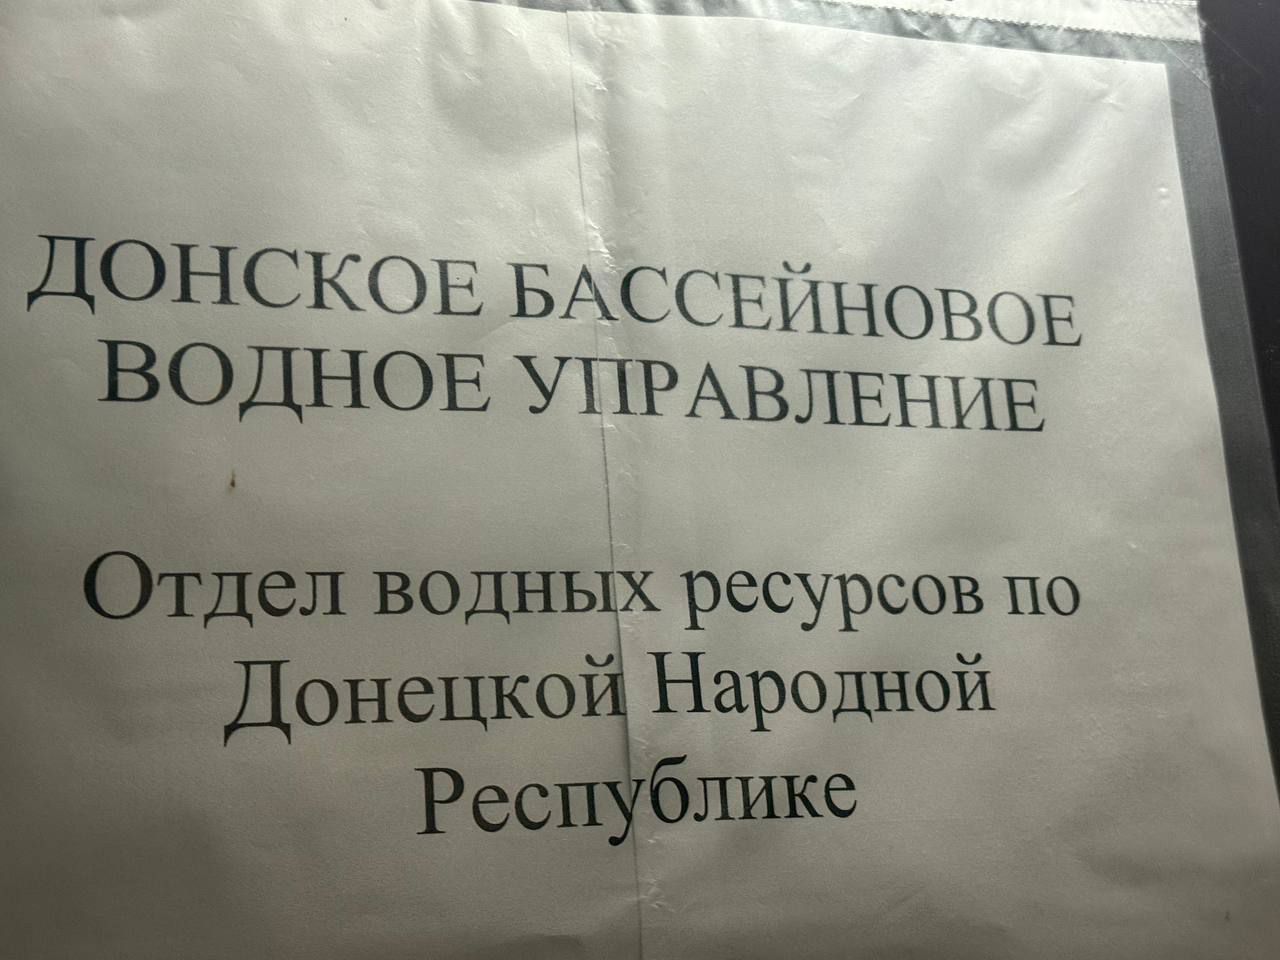 ДОНСКОЕ БАССЕЙНОВОЕ
ВОДНОЕ УПРАВЛЕНИЕ
Отдел водных ресурсов по
Донецкой Народной
Республике